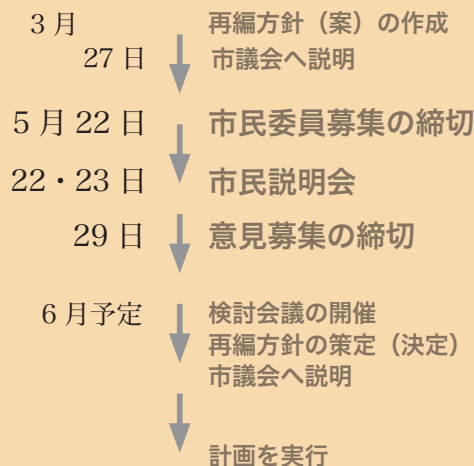 3月 再編方針（案）の作成
27日 市議会へ説明
5月22日 市民委員募集の締切
22・23日 市民説明会
29日 意見募集の締切
6月予定 検討会議の開催
再編方針の策定（決定）
市議会へ説明
計画を実行